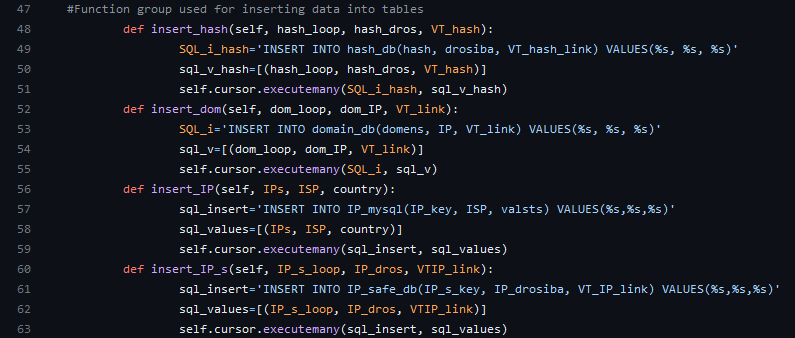 47 #Function group used for inserting data into tables
48 def insert_hash(self, hash_loop, hash_dros, VT_hash):
49 SQL_i_hash='INSERT INTO hash_db(hash, drosiba, VT_hash_link) VALUES(%s, %s, %s)'
50 sql_v_hash=[(hash_loop, hash_dros, VT_hash)]
51 self.cursor.executemany(SQL_i_hash, sql_v_hash)
52 def insert_dom(self, dom_loop, dom_IP, VT_link):
53 SQL_i='INSERT INTO domain_db(domens, IP, VT_link) VALUES(%s, %s, %s)'
54 sql_v=[(dom_loop, dom_IP, VT_link)]
55 self.cursor.executemany(SQL_i, sql_v)
56 def insert_IP(self, IPs, ISP, country):
57 sql_insert='INSERT INTO IP_mysql(IP_key, ISP, valsts) VALUES(%s,%s,%s)'
58 sql_values=[(IPs, ISP, country)]
59 self.cursor.executemany(sql_insert, sql_values)
60 def insert_IP_s(self, IP_s_loop, IP_dros, VTIP_link):
61 sql_insert='INSERT INTO IP_safe_db(IP_s_key, IP_drosiba, VT_IP_link) VALUES(%s,%s,%s)'
62 sql_values=[(IP_s_loop, IP_dros, VTIP_link)]
63 self.cursor.executemany(sql_insert, sql_values)